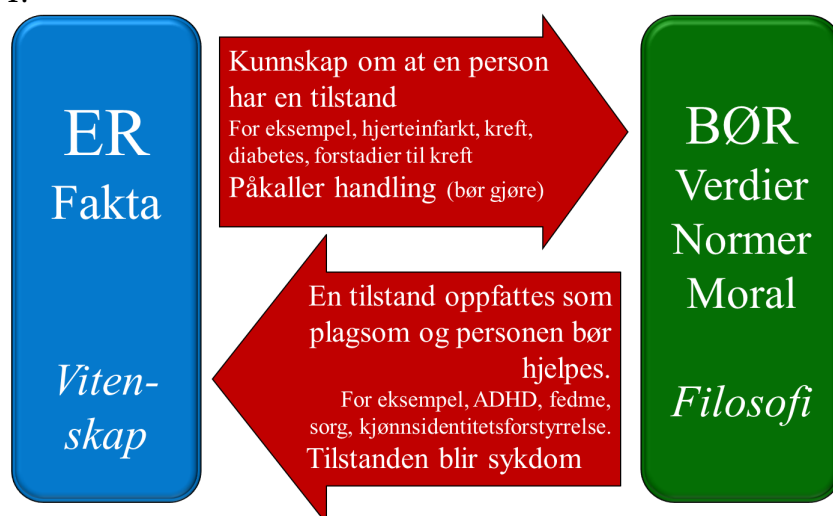 ER
Fakta
Viten-
skap
Kunnskap om at en person
har en tilstand
For eksempel, hjerteinfarkt, kreft,
diabetes, forstadier til kreft
Påkaller handling (bør gjøre)
En tilstand oppfattes som
plagsom og personen bør
hjelpes.
For eksempel, ADHD, fedme,
sorg, kjønnsidentitetsforstyrrelse.
Tilstanden blir sykdom
BØR
Verdier
Normer
Moral
Filosofi